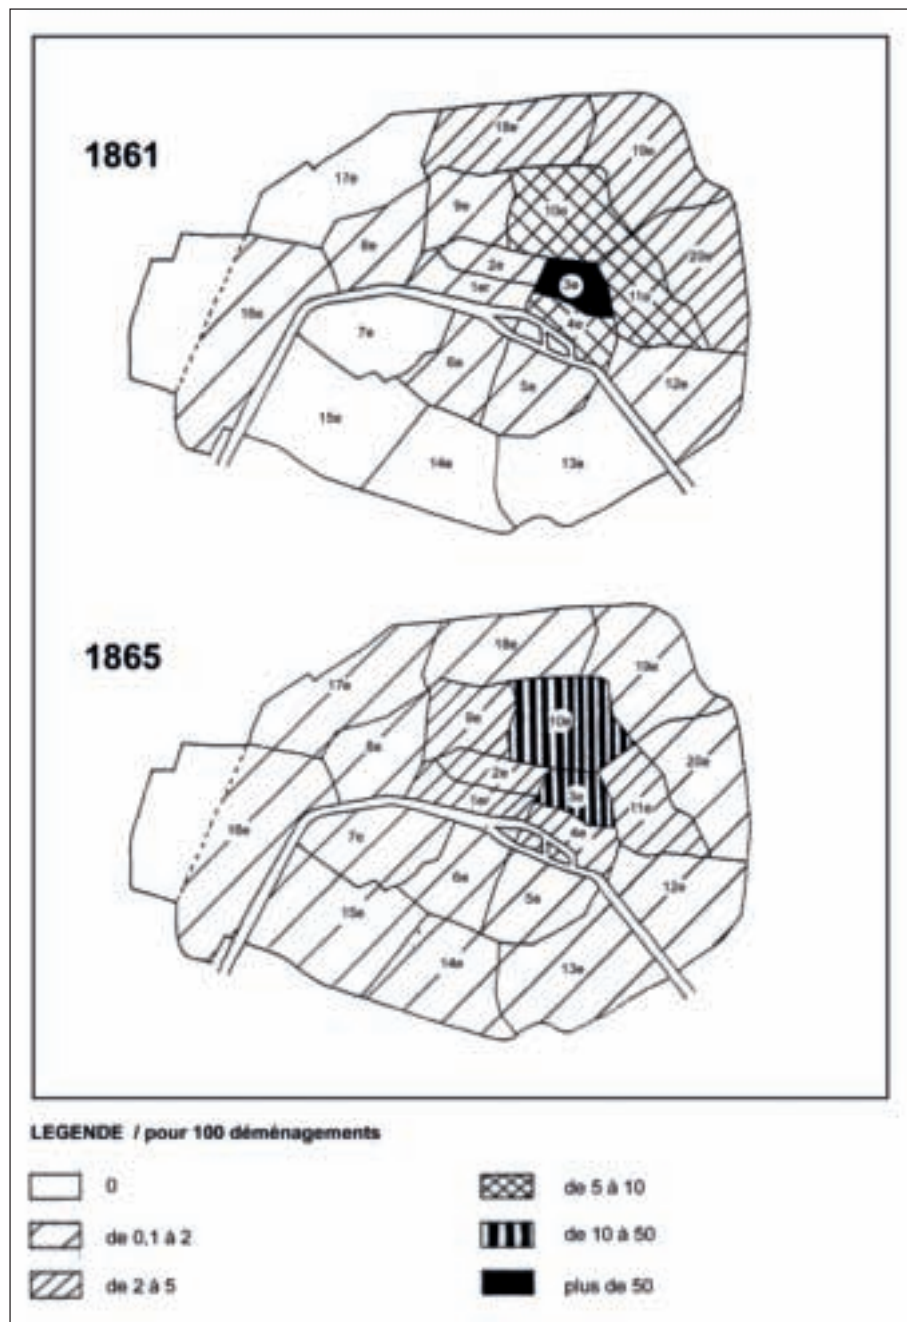 1861
18e
19e
17e
9e
10e
8e
20e
2e
3e
1er
11e
16e
4e
7e
6e
5e
12e
15e
14e
13e
1865
18e
19e
17e
9e
10e
8e
20e
2e
3e
1er
11e
4e
16e
7e
6e
5e
12e
15e
14e
13e
LEGENDE / pour 100 déménagements
0
de 5 à 10
de 0,1 à 2
de 10 à 50
de 2 à 5
plus de 50